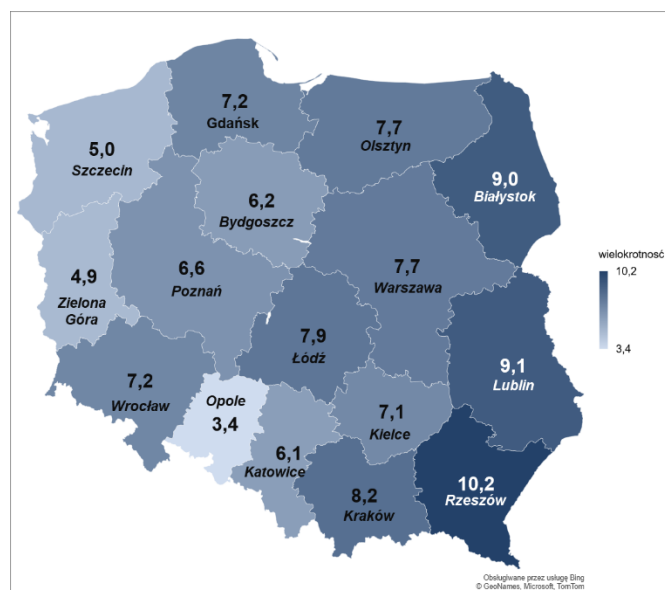 7,2
Gdańsk
7,7
Olsztyn
5,0
Szczecin
9,0
Białystok
6,2
Bydgoszcz
4,9
Zielona
Góra
6,6
Poznań
7,7
Warszawa
wielokrotność
10,2
3,4
7,9
Łódź
9,1
Lublin
7,2
Wrocław
Opole
3,4
7,1
Kielce
6,1
Katowice
8,2
Kraków
10,2
Rzeszów
Obsługiwane przez usługę Bing
© GeoNames, Microsoft, TomTom